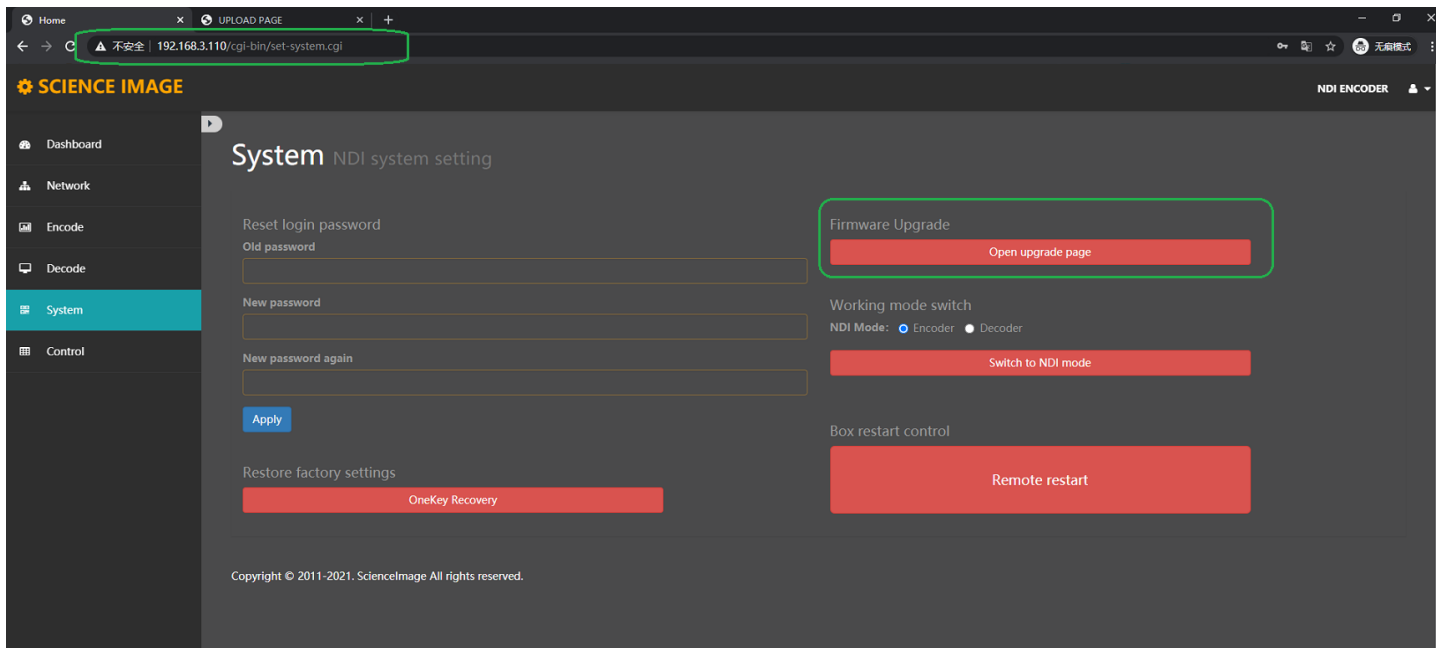 Home
UPLOAD PAGE
不安全 | 192.168.3.110/cgi-bin/set-system.cgi
无痕模式
SCIENCE IMAGE
NDI ENCODER
Dashboard
Network
Encode
Decode
System
Control
System NDI system setting
Reset login password
Old password
New password
New password again
Apply
Restore factory settings
OneKey Recovery
Firmware Upgrade
Open upgrade page
Working mode switch
NDI Mode: Encoder Decoder
Switch to NDI mode
Box restart control
Remote restart
Copyright © 2011-2021. ScienceImage All rights reserved.